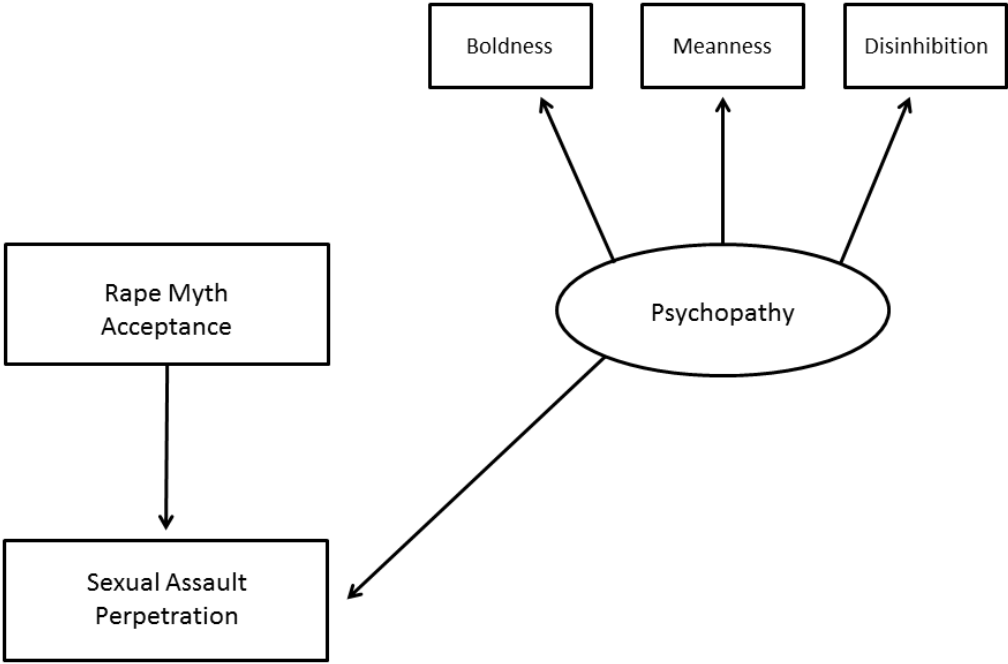 Boldness
Meanness
Disinhibition
Rape Myth
Acceptance
Psychopathy
Sexual Assault
Perpetration